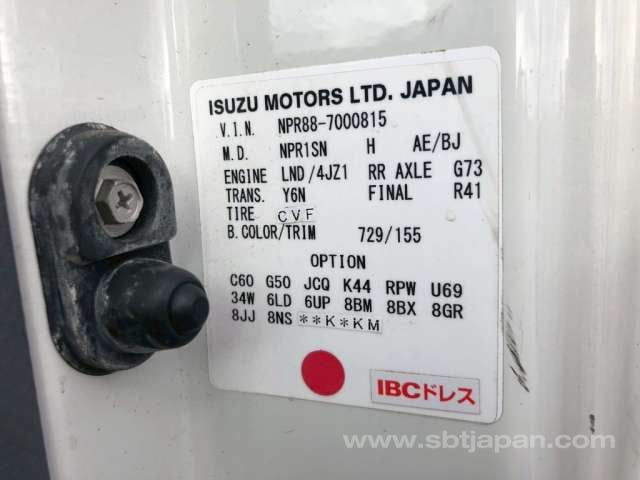 ISUZU MOTORS LTD. JAPAN
V.I.N. NPR88-7000815
M.D. NPR1SN H AE/BJ
ENGINE LND/4JZ1 RR AXLE G73
TRANS. Y6N FINAL R41
TIRE CVF
B.COLOR/TRIM 729/155
OPTION
C60 G50 JCQ K44 RPW U69
34W 6LD 6UP 8BM 8BX 8GR
8JJ 8NS **K*KM
IBCドレス
www.sbtjapan.com